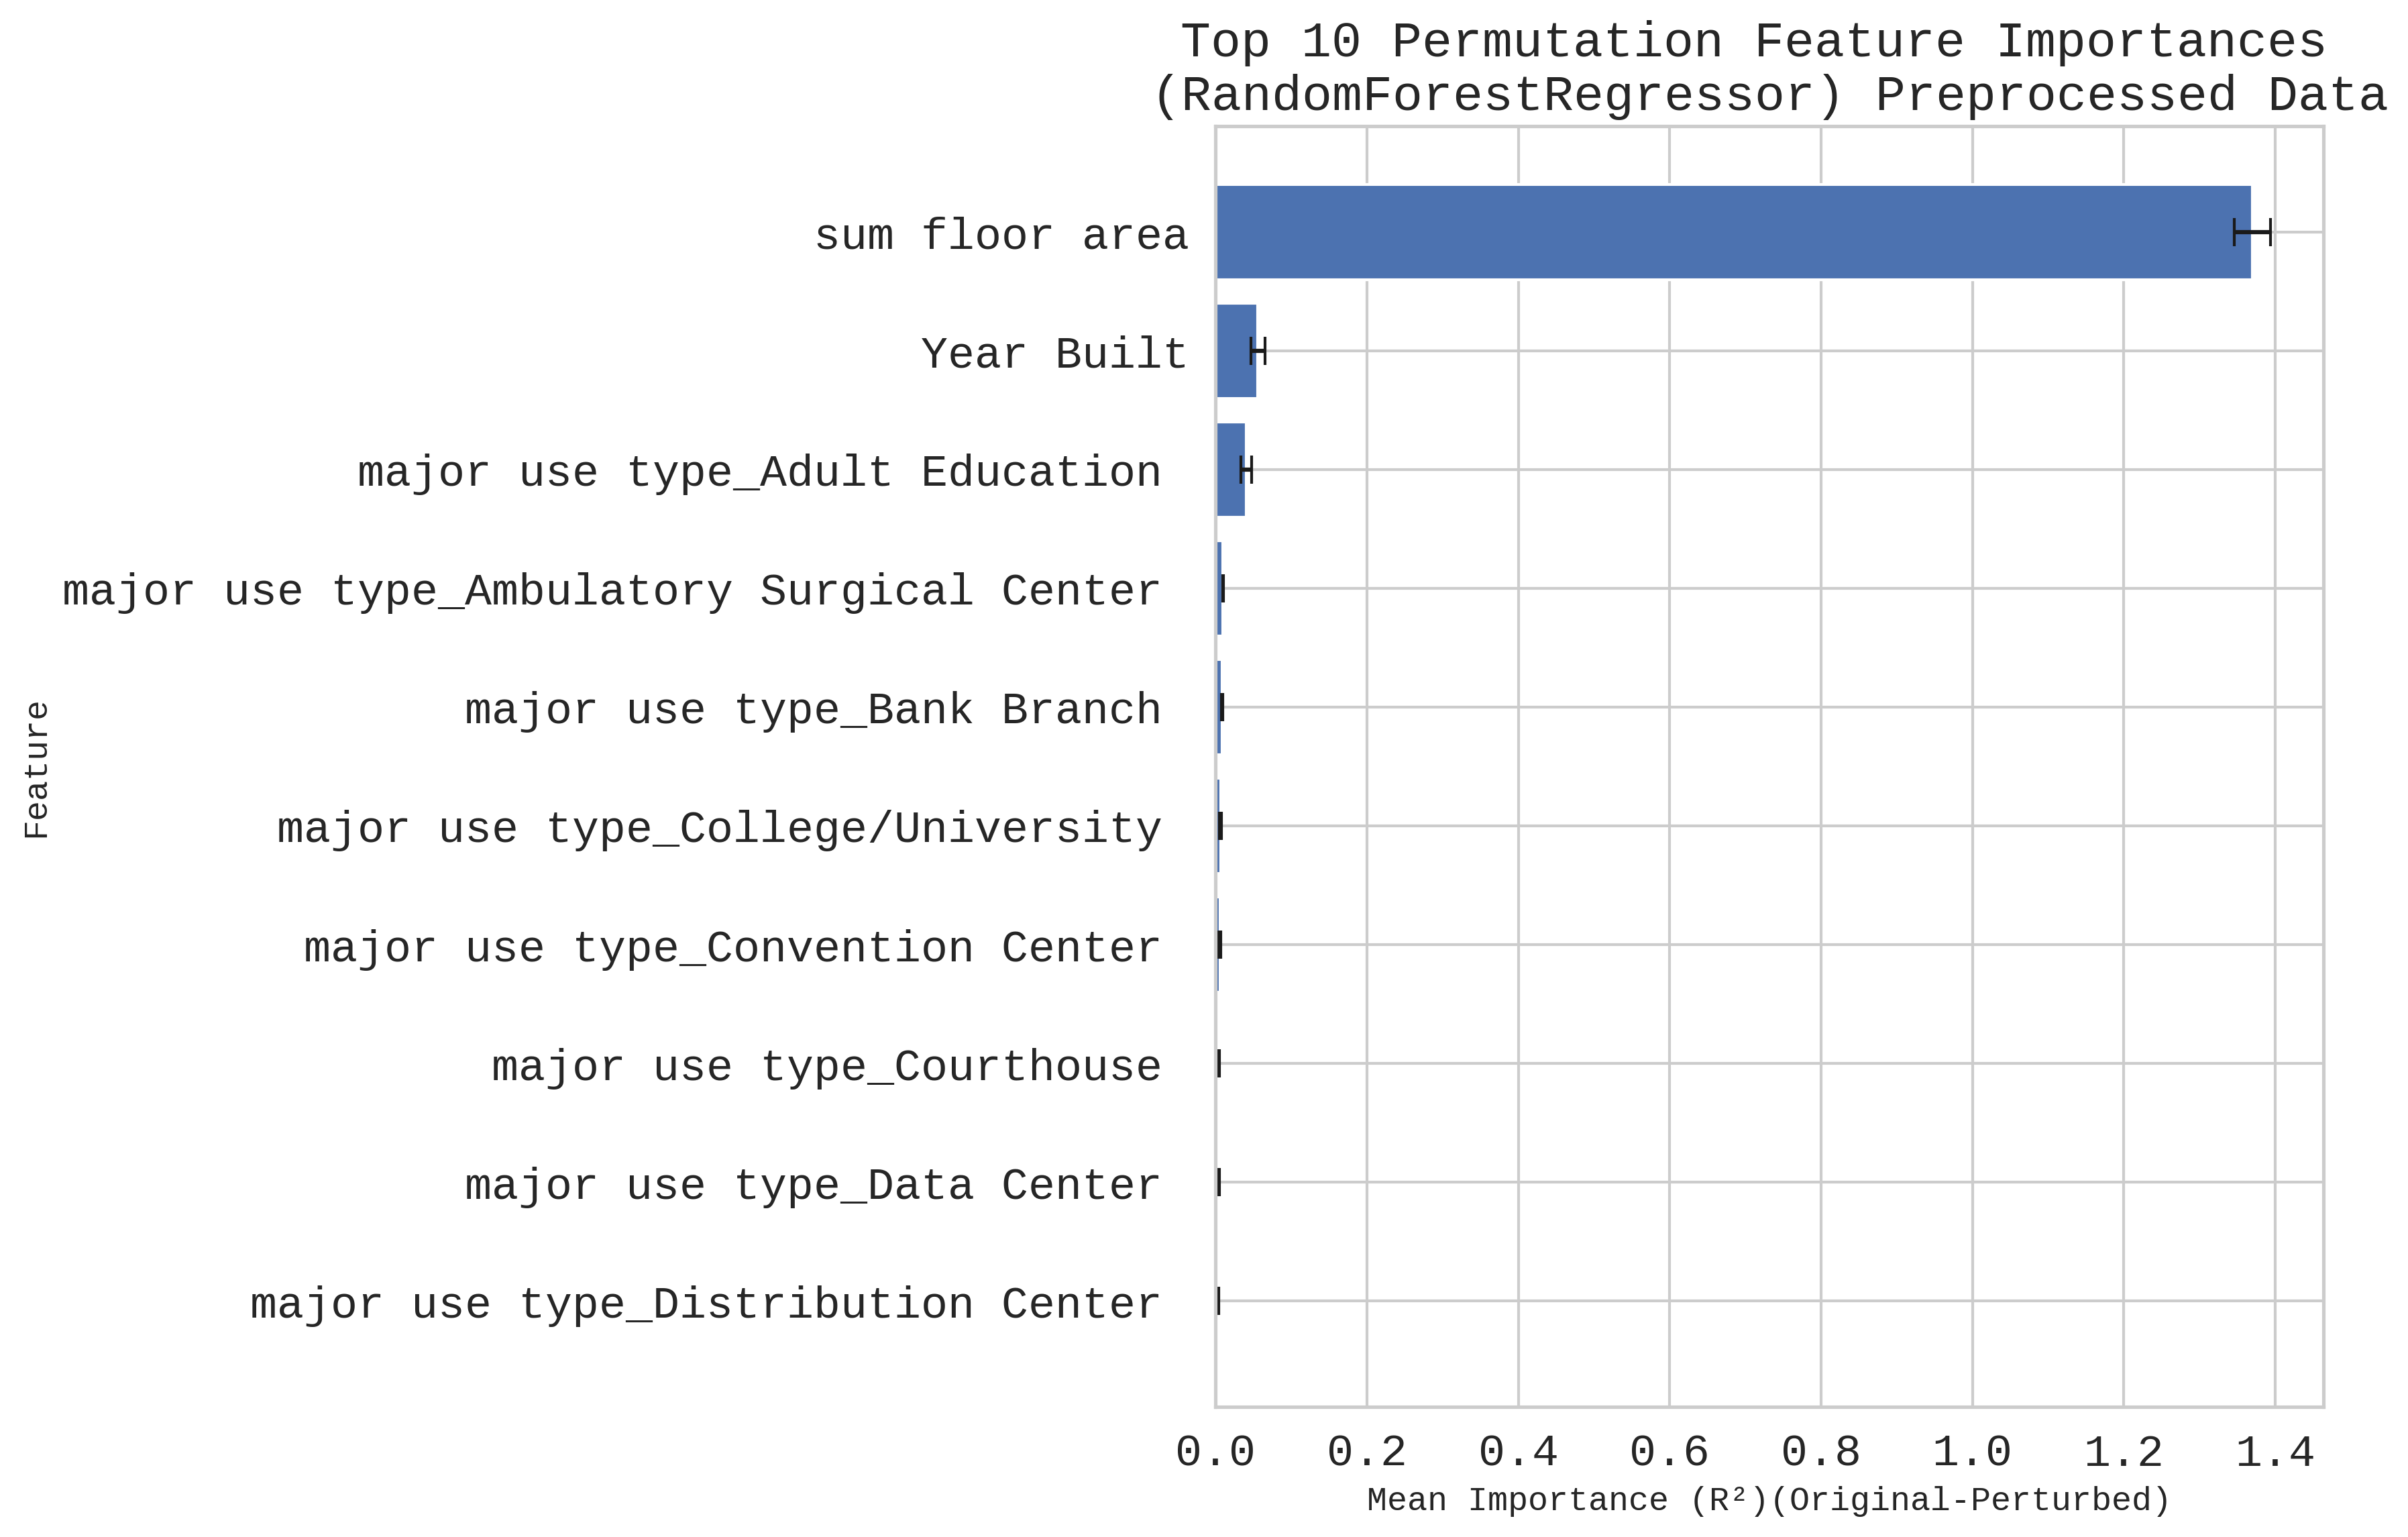 Top 10 Permutation Feature Importances
(RandomForestRegressor) Preprocessed Data
sum floor area
Year Built
major use type_Adult Education
major use type_Ambulatory Surgical Center
major use type_Bank Branch
major use type_College/University
major use type_Convention Center
major use type_Courthouse
major use type_Data Center
major use type_Distribution Center
Feature
0.0 0.2 0.4 0.6 0.8 1.0 1.2 1.4
Mean Importance (R²)(Original-Perturbed)